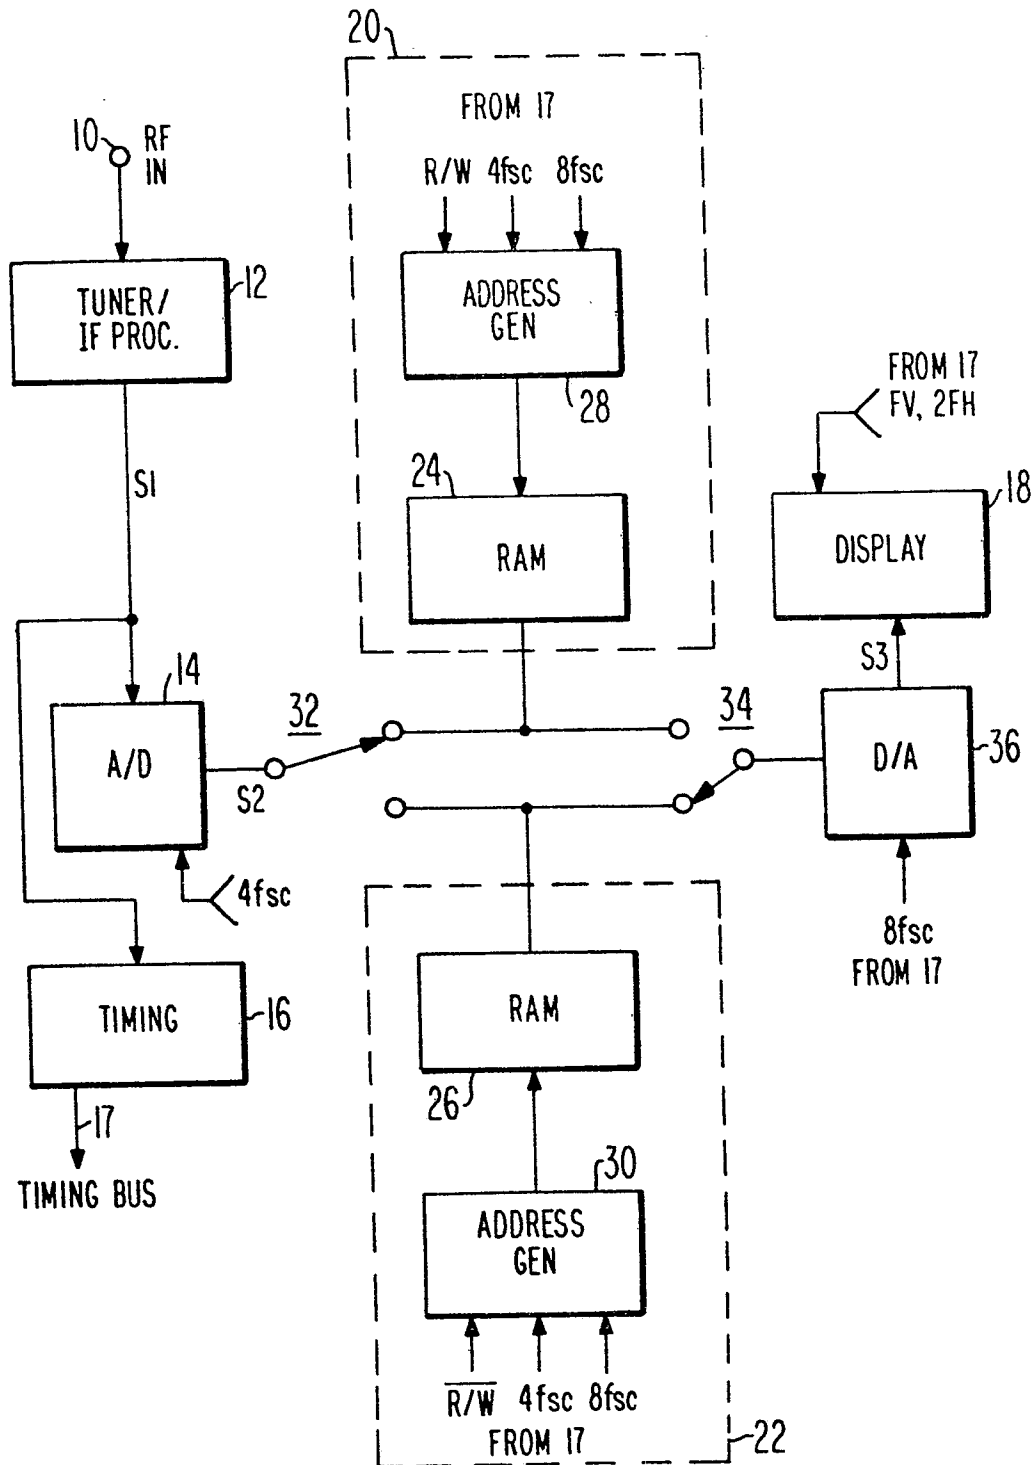 20
FROM 17
10
RF
IN
R/W 4fsc 8fsc
TUNER/
IF PROC.
12
ADDRESS
GEN
28
FROM 17
FV, 2FH
S1
24
RAM
18
DISPLAY
S3
14
A/D
32
34
S2
D/A
36
4fsc
8fsc
FROM 17
TIMING
16
RAM
26
17
TIMING BUS
30
ADDRESS
GEN
R/W 4fsc 8fsc
FROM 17
22